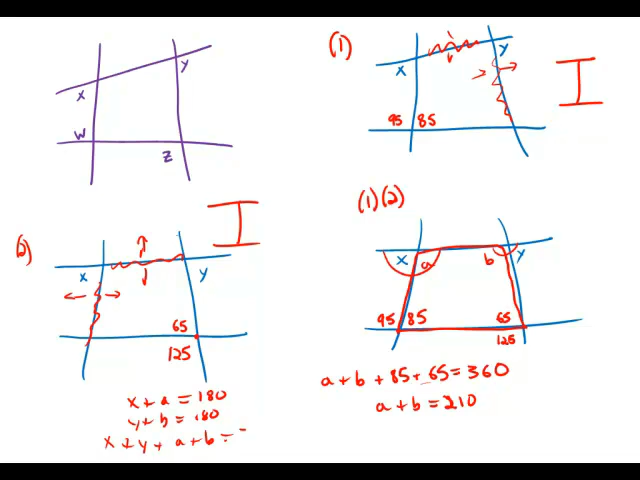 x
y
W
Z
(1)
x
y
95 85
I
(2)
I
x
y
65
125
(1)(2)
x
a
b
y
95 85
65
125
a + b + 85 + 65 = 360
a + b = 210
x + a = 180
y + b = 180
x + y + a + b =